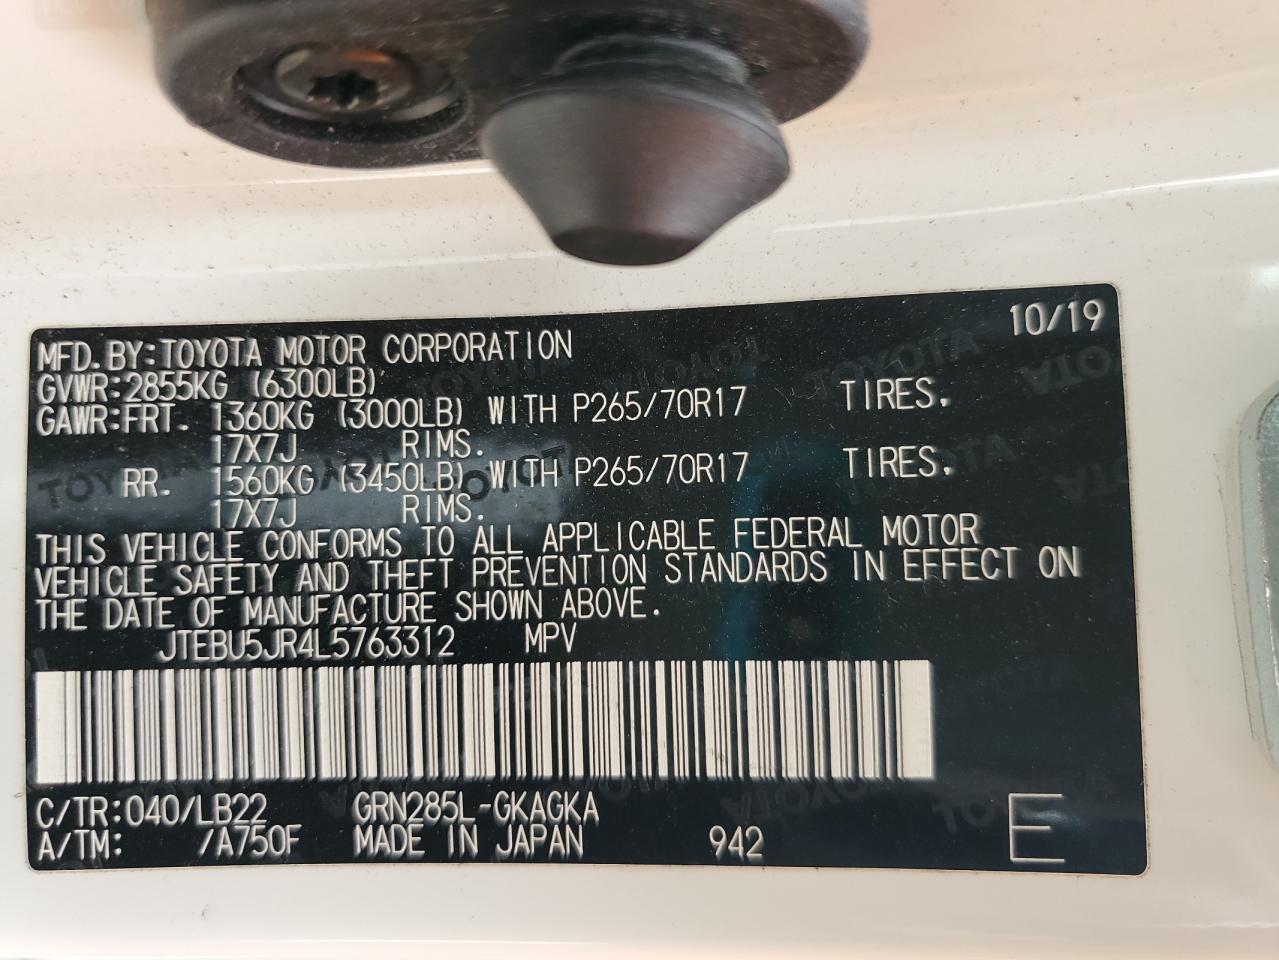 10/19
MFD.BY:TOYOTA MOTOR CORPORATION
GVWR:2855KG (6300LB)
GAWR:FRT. 1360KG (3000LB) WITH P265/70R17 TIRES.
17X7J RIMS.
RR. 1560KG (3450LB) WITH P265/70R17 TIRES.
17X7J RIMS.
THIS VEHICLE CONFORMS TO ALL APPLICABLE FEDERAL MOTOR
VEHICLE SAFETY AND THEFT PREVENTION STANDARDS IN EFFECT ON
THE DATE OF MANUFACTURE SHOWN ABOVE.
JTEBU5JR4L5763312 MPV
C/TR:040/LB22 GRN285L-GKAGKA
A/TM: /A750F MADE IN JAPAN 942 E